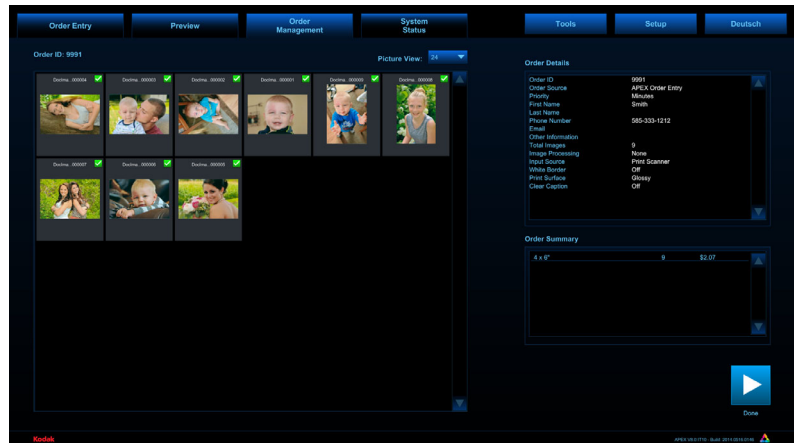 Order Entry
Preview
Order
Management
System
Status
Tools
Setup
Deutsch
Order ID: 9991
Picture View: 24
Order Details
Order ID 9991
Order Source APEX Order Entry
Priority Minutes
First Name Smith
Last Name
Phone Number 585-333-1212
Email
Other Information
Total Images 9
Image Processing None
Input Source Print Scanner
White Border Off
Print Surface Glossy
Clear Caption Off
Order Summary
4 x 6" 9 $2.07
Done
Kodak